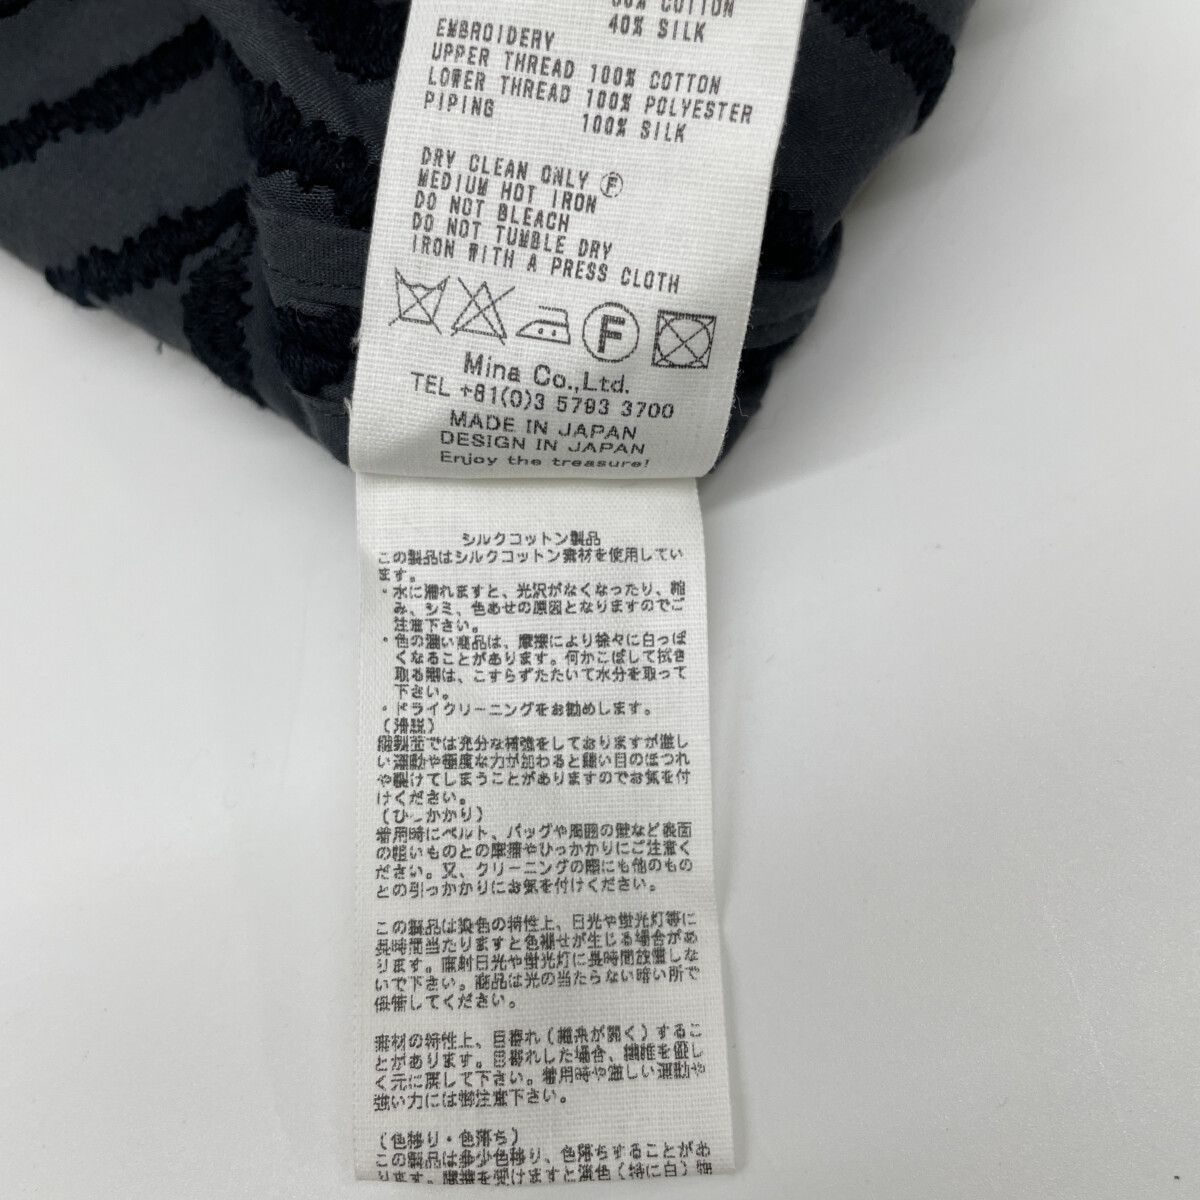 COTTON
40% SILK
EMBROIDERY
UPPER THREAD 100% COTTON
LOWER THREAD 100% POLYESTER
PIPING 100% SILK
DRY CLEAN ONLY Ⓕ
MEDIUM HOT IRON
DO NOT BLEACH
DO NOT TUMBLE DRY
IRON WITH A PRESS CLOTH
F
Mina Co.,Ltd.
TEL +81(0)3 5793 3700
MADE IN JAPAN
DESIGN IN JAPAN
Enjoy the treasure!
シルクコットン製品
この製品はシルクコットン素材を使用してい
ます。
・水に濡れますと、光沢がなくなったり、縮
み、シミ、色あせの原因となりますのでご
注意下さい。
・色の濃い商品は、摩擦により徐々に白っぽ
くなることがあります。何かこぼして拭き
取る際は、こすらずたたいて水分を取って
下さい。
・ドライクリーニングをお勧めします。
(滑脱)
縫製面では充分な補強をしておりますが激し
い運動や極度な力が加わると縫い目のほつれ
や裂けてしまうことがありますのでお気を付
けください。
(ひっかかり)
着用時にベルト、バッグや周囲の壁など表面
の粗いものとの摩擦やひっかかりにご注意く
ださい。又、クリーニングの際にも他のもの
との引っかかりにお気を付けください。
この製品は染色の特性上、日光や蛍光灯等に
長時間当たりますと色褪せが生じる場合があ
ります。直射日光や蛍光灯に長時間放置しな
いで下さい。商品は光の当たらない暗い所で
保管してください。
素材の特性上、目寄れ(織糸が開く)するこ
とがあります。目寄れした場合、繊維を優し
く元に戻して下さい。着用時や激しい運動や
強い力には御注意下さい。
(色移り・色落ち)
この製品は多少色移り、色落ちすることがあ
ります。摩擦を受けますと淡色(特に白)物